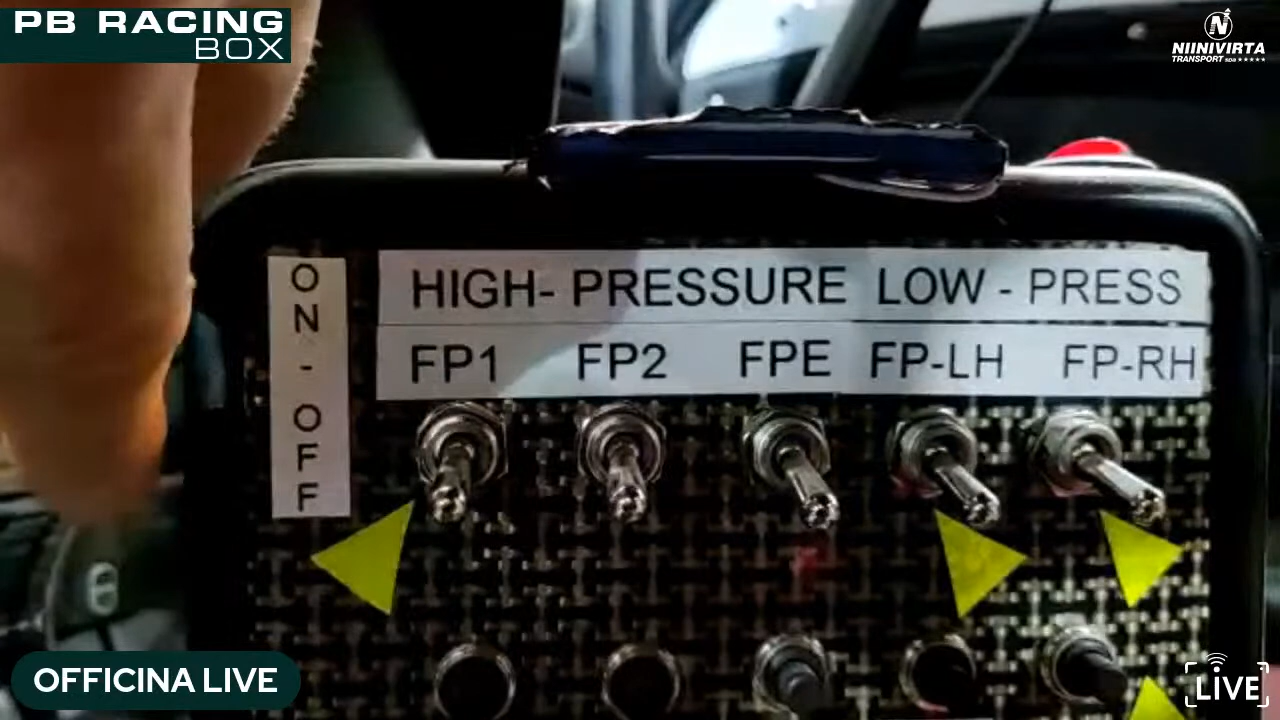 PB RACING
BOX
NIINIVIRTA
TRANSPORT spa ★★★★★
ON-OFF
HIGH- PRESSURE LOW - PRESS
FP1 FP2 FPE FP-LH FP-RH
OFFICINA LIVE
LIVE